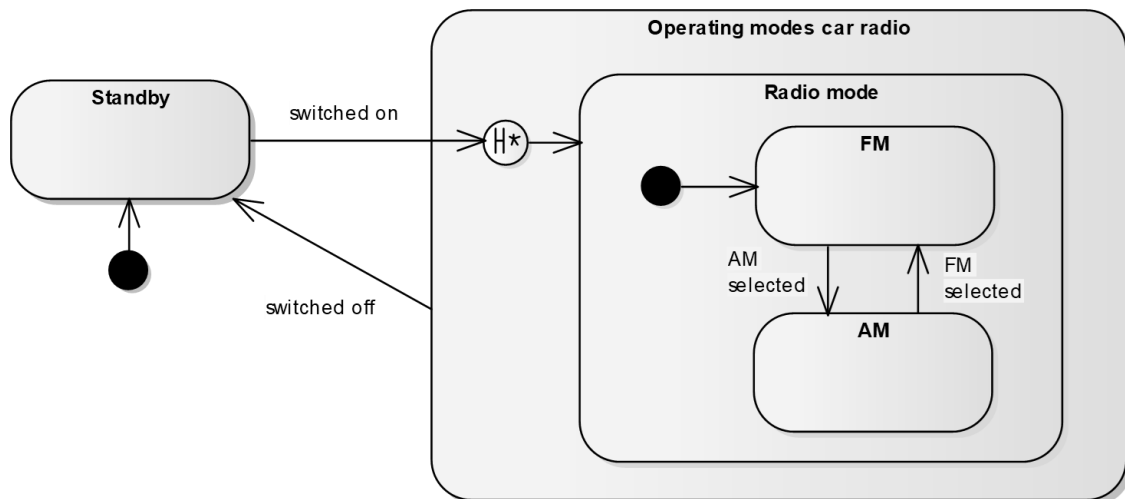 Operating modes car radio
Standby
Radio mode
switched on
H*
FM
AM
selected
FM
selected
switched off
AM